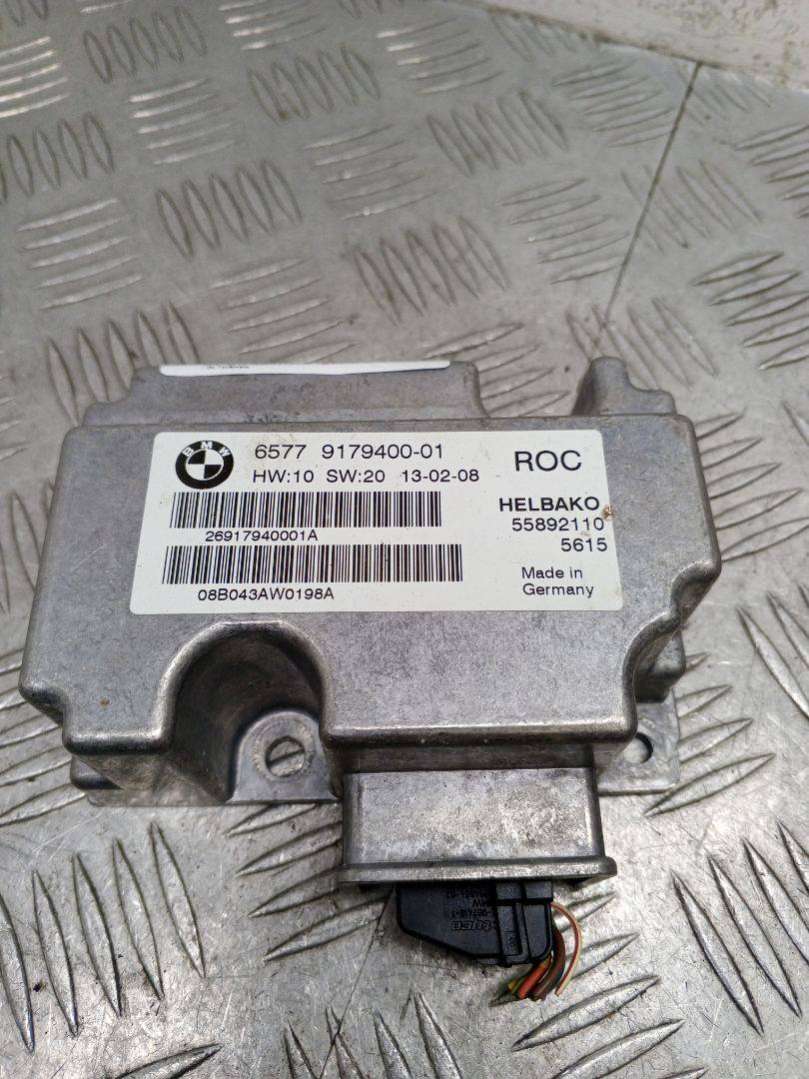 BMW
6577 9179400-01
ROC
HW:10 SW:20 13-02-08
HELBAKO
55892110
5615
26917940001A
Made in
Germany
08B043AW0198A